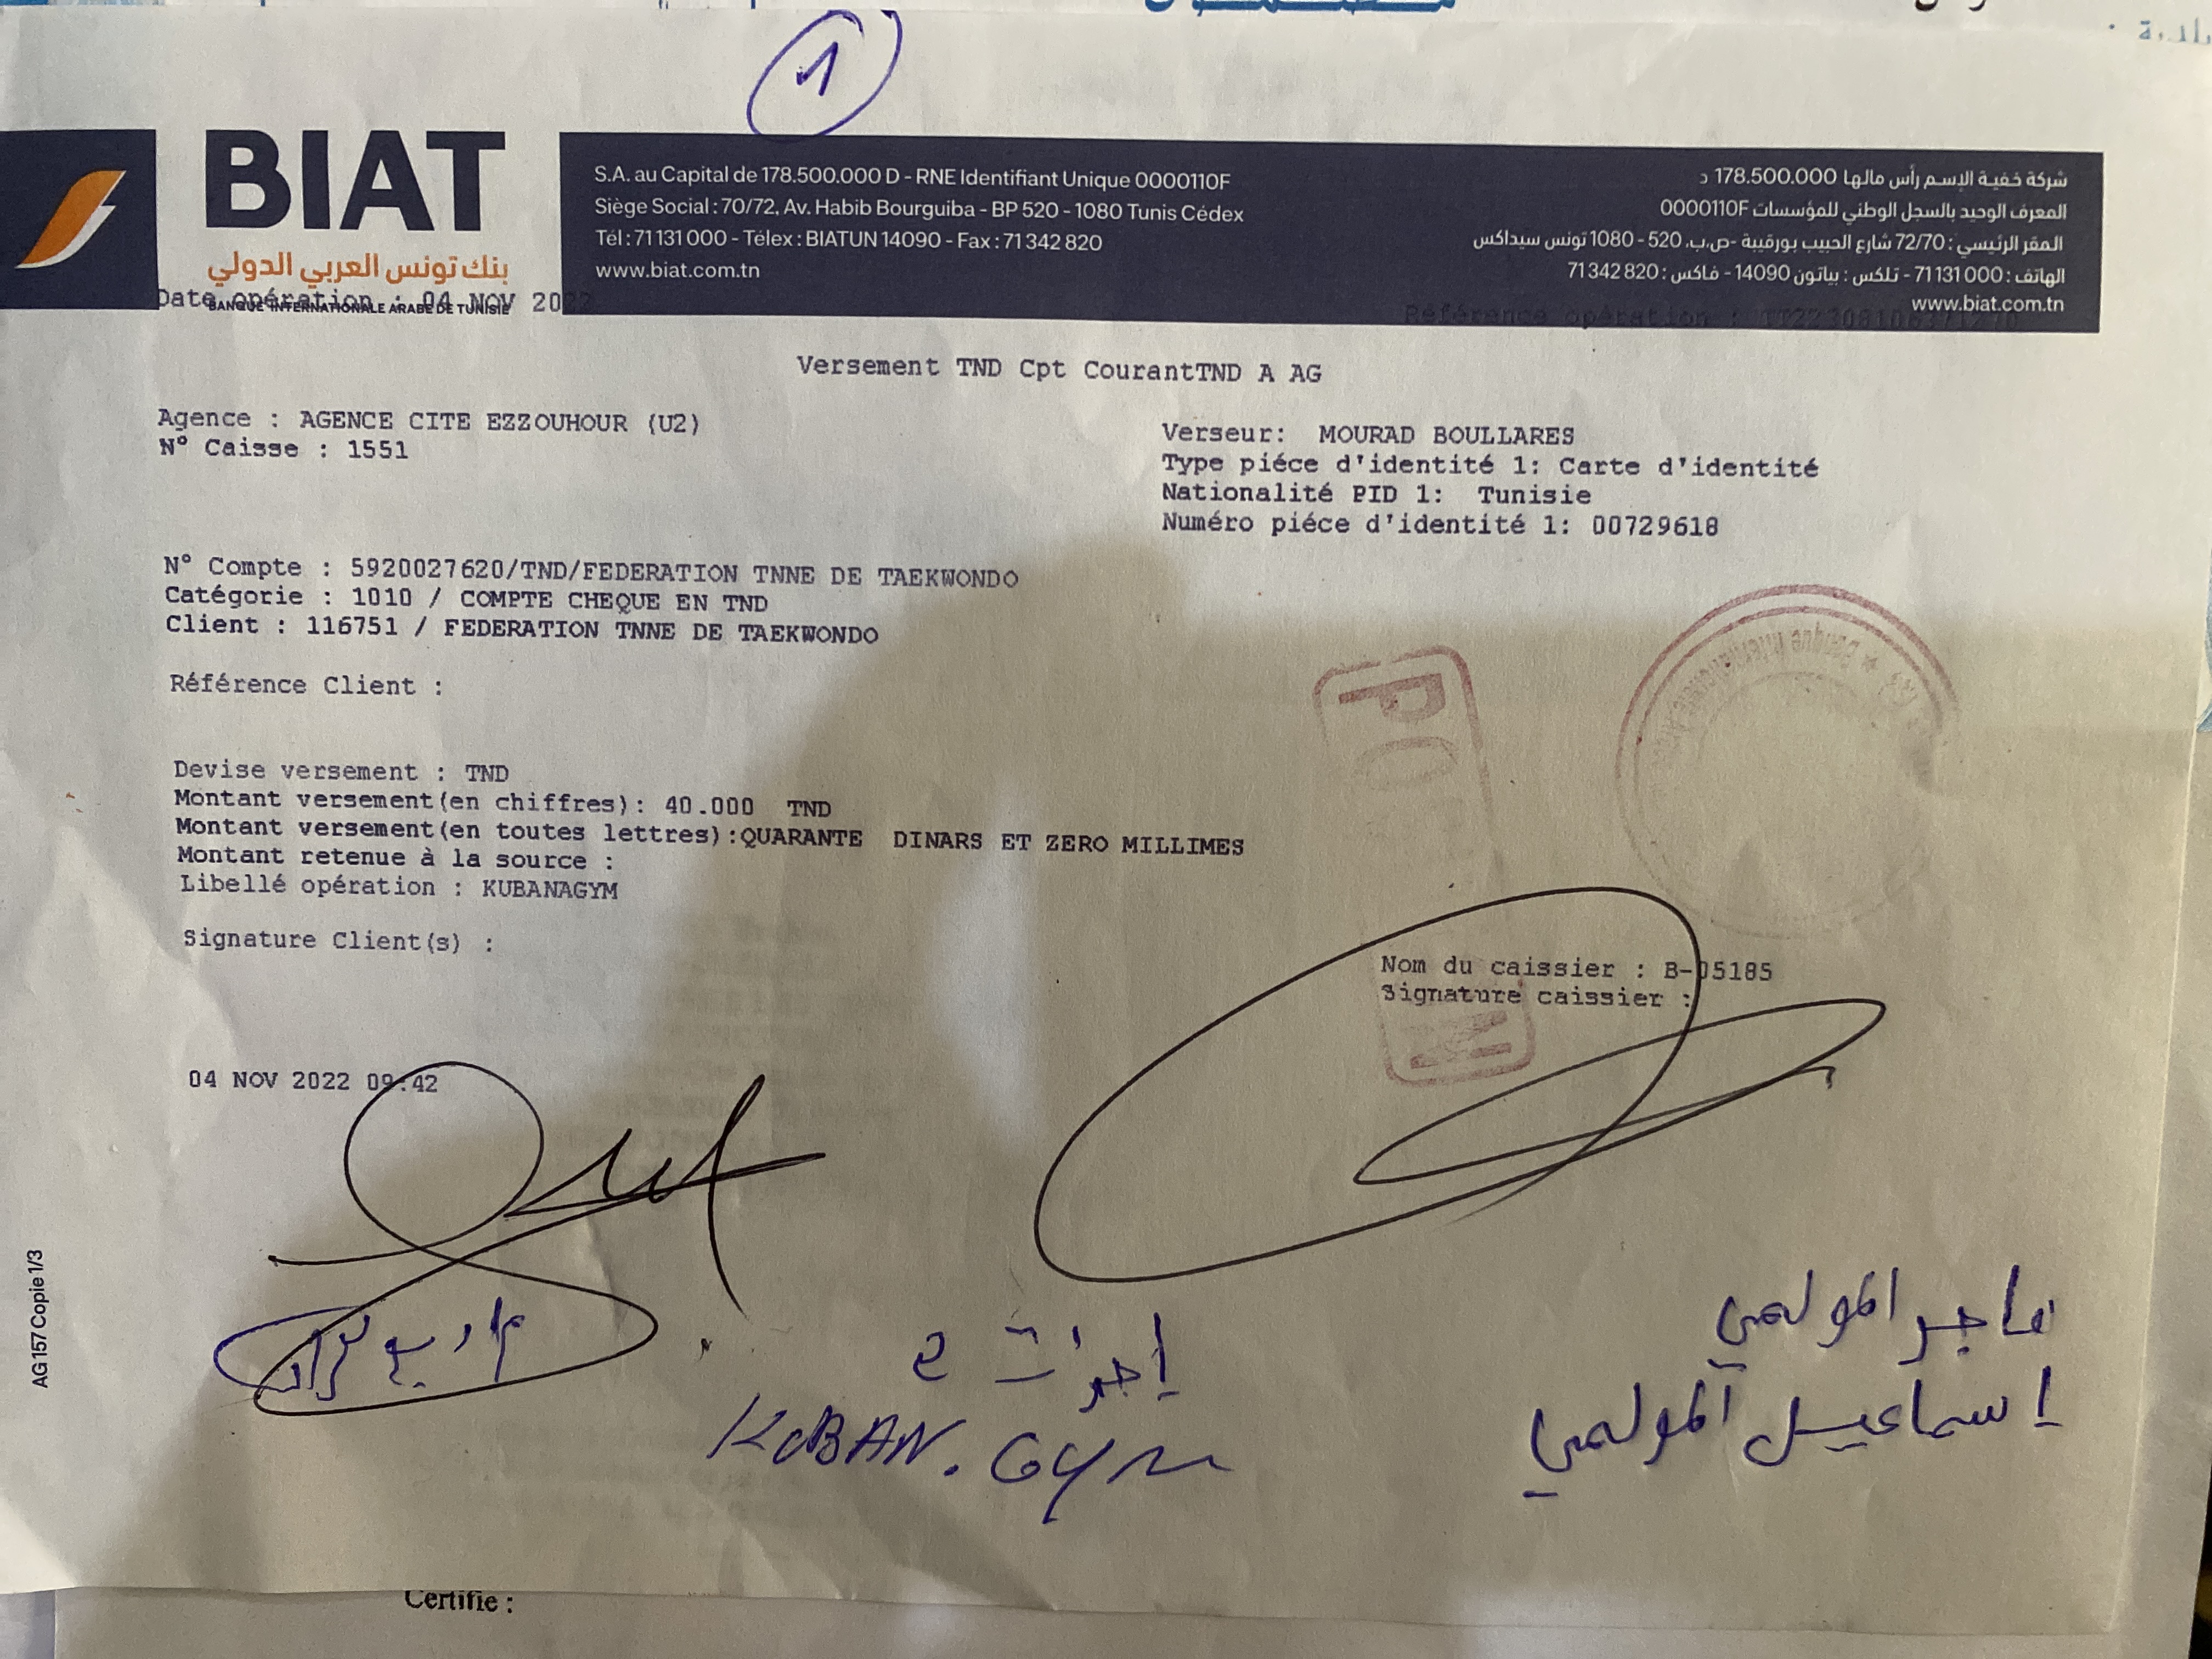 1
BIAT
بنك تونس العربي الدولي
BANQUE INTERNATIONALE ARABE DE TUNISIE
S.A. au Capital de 178.500.000 D - RNE Identifiant Unique 0000110F
Siège Social : 70/72, Av. Habib Bourguiba - BP 520 - 1080 Tunis Cédex
Tél : 71 131 000 - Télex : BIATUN 14090 - Fax : 71 342 820
www.biat.com.tn
شركة خفية الإسم رأس مالها 178.500.000 د
المعرف الوحيد بالسجل الوطني للمؤسسات 0000110F
المقر الرئيسي : 72/70 شارع الحبيب بورقيبة -ص.ب. 520 - 1080 تونس سيداكس
الهاتف : 71 131 000 - تلكس : بياتون 14090 - فاكس : 71 342 820
www.biat.com.tn
Date opération : 04 NOV 2022
Référence opération :
Versement TND Cpt CourantTND A AG
Agence : AGENCE CITE EZZOUHOUR (U2)
N° Caisse : 1551
Verseur: MOURAD BOULLARES
Type piéce d'identité 1: Carte d'identité
Nationalité PID 1: Tunisie
Numéro piéce d'identité 1: 00729618
N° Compte : 5920027620/TND/FEDERATION TNNE DE TAEKWONDO
Catégorie : 1010 / COMPTE CHEQUE EN TND
Client : 116751 / FEDERATION TNNE DE TAEKWONDO
Référence Client :
Devise versement : TND
Montant versement(en chiffres): 40.000 TND
Montant versement(en toutes lettres):QUARANTE DINARS ET ZERO MILLIMES
Montant retenue à la source :
Libellé opération : KUBANAGYM
Signature Client(s) :
Nom du caissier : B-05185
Signature caissier :
04 NOV 2022 09:42
KUBAN. GYM
إسماعيل
AG 157 Copie 1/3
Certifie :